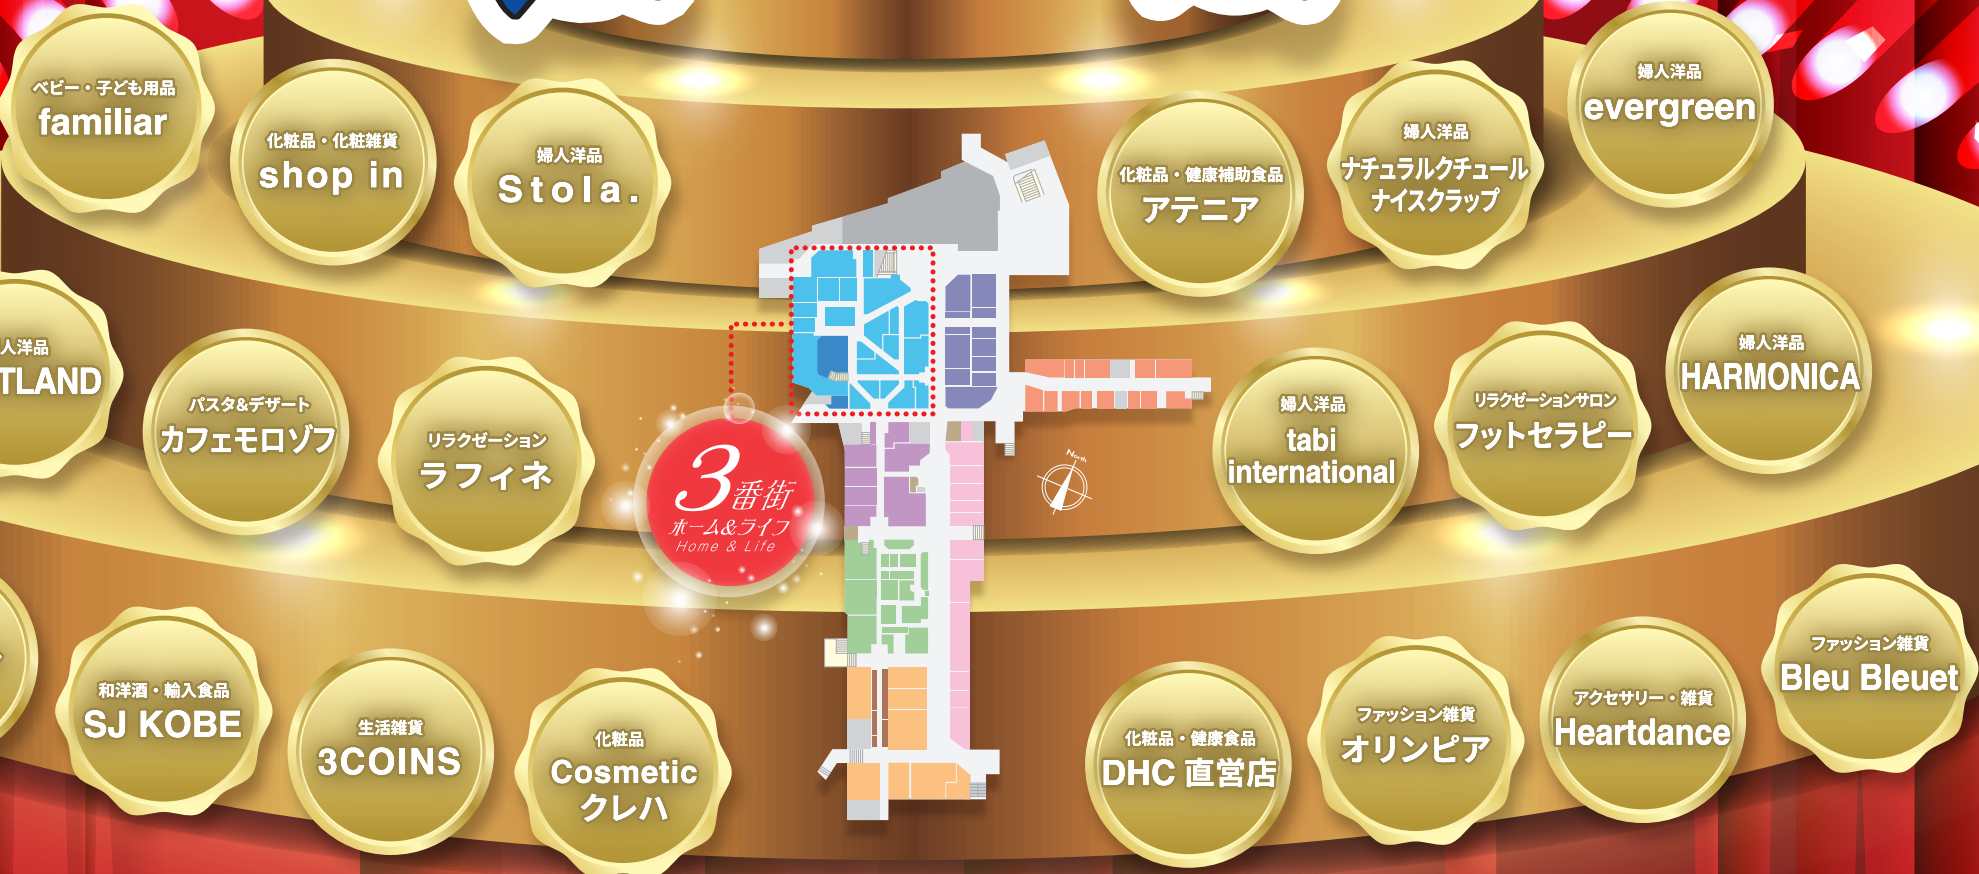 ベビー・子ども用品
familiar
化粧品・化粧雑貨
shop in
婦人洋品
Stola.
化粧品・健康補助食品
アテニア
婦人洋品
ナチュラルクチュール
ナイスクラップ
婦人洋品
evergreen
人洋品
TLAND
パスタ&デザート
カフェモロゾフ
リラクゼーション
ラフィネ
3番街
ホーム&ライフ
Home & Life
North
婦人洋品
tabi
international
リラクゼーションサロン
フットセラピー
婦人洋品
HARMONICA
和洋酒・輸入食品
SJ KOBE
生活雑貨
3COINS
化粧品
Cosmetic
クレハ
化粧品・健康食品
DHC 直営店
ファッション雑貨
オリンピア
アクセサリー・雑貨
Heartdance
ファッション雑貨
Bleu Bleuet